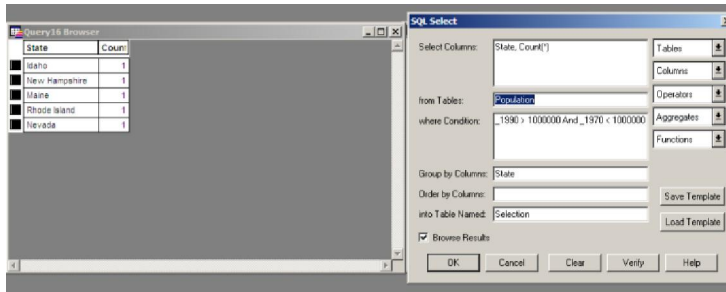 Query16 Browser
State Count
Idaho 1
New Hampshire 1
Maine 1
Rhode Island 1
Nevada 1
SQL Select
Select Columns: State, Count(*) Tables
Columns
from Tables: Population Operators
where Condition: _1990 > 1000000 And _1970 < 1000000 Aggregates
Functions
Group by Columns: State
Order by Columns: Save Template
into Table Named: Selection Load Template
Browse Results
OK Cancel Clear Verify Help